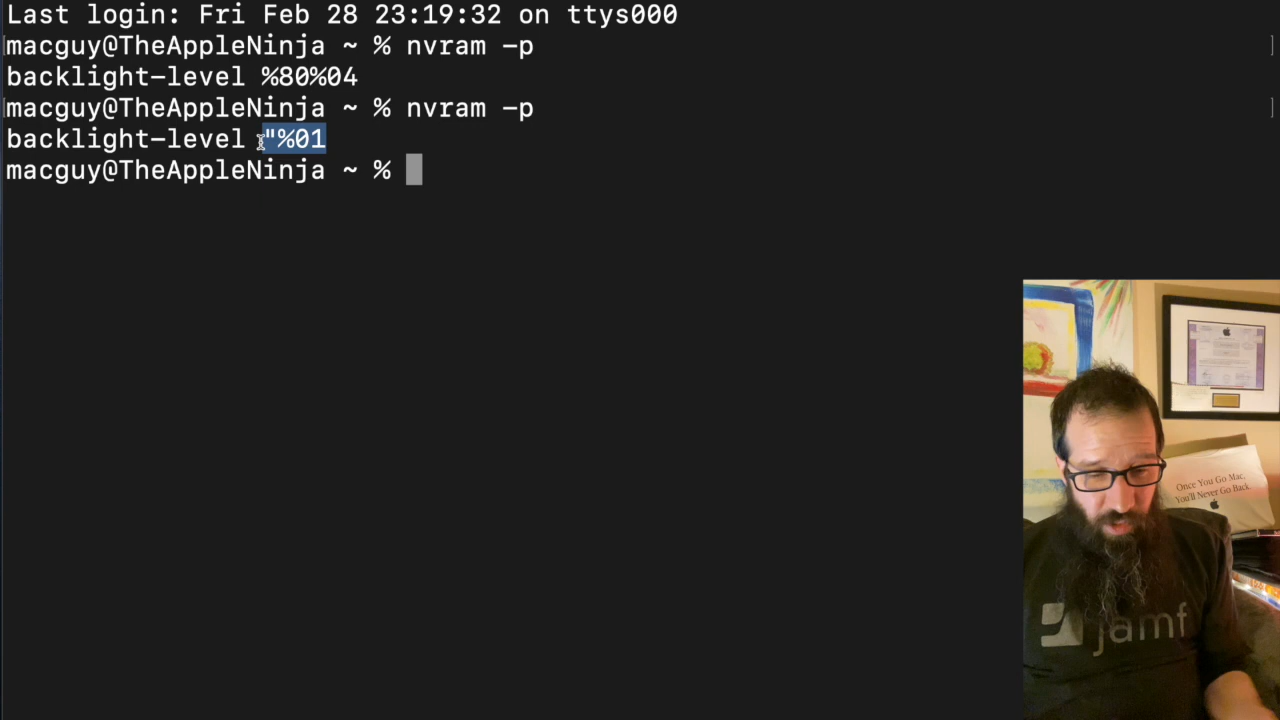 Last login: Fri Feb 28 23:19:32 on ttys000
[macguy@TheAppleNinja ~ % nvram -p ]
backlight-level %80%04
[macguy@TheAppleNinja ~ % nvram -p ]
backlight-level "%01
macguy@TheAppleNinja ~ %
Once You Go Mac.
You'll Never Go Back.
jamf